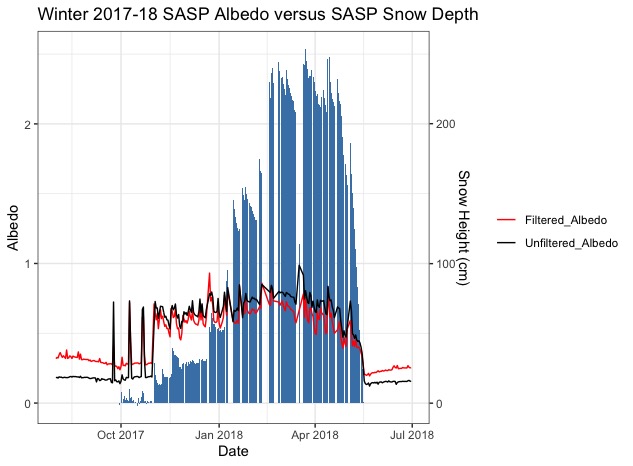 Winter 2017-18 SASP Albedo versus SASP Snow Depth
2
1
0
Albedo
200
100
0
Snow Height (cm)
Oct 2017
Jan 2018
Apr 2018
Jul 2018
Date
Filtered_Albedo
Unfiltered_Albedo